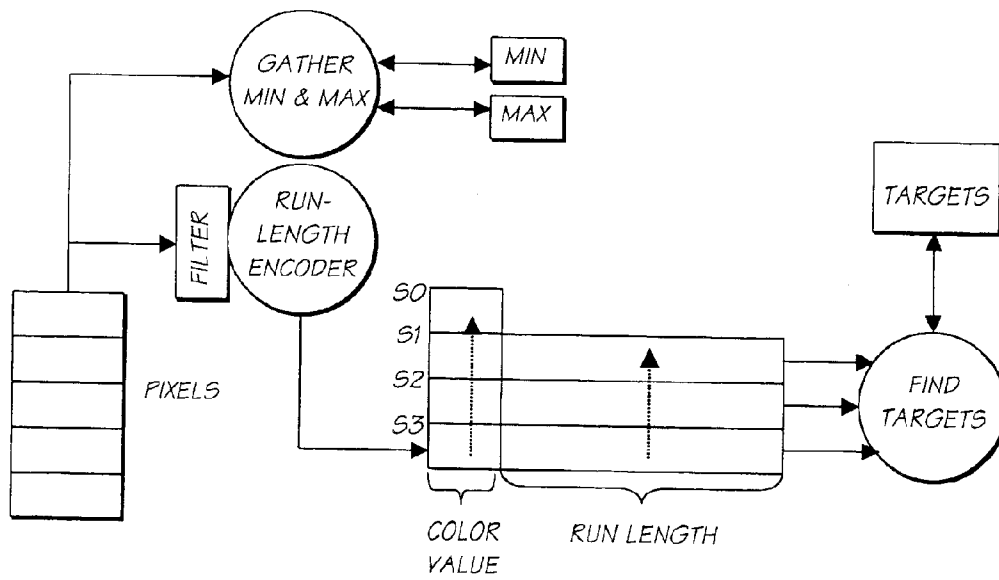 GATHER
MIN & MAX
MIN
MAX
FILTER
RUN-
LENGTH
ENCODER
TARGETS
PIXELS
S0
S1
S2
S3
FIND
TARGETS
COLOR
VALUE
RUN LENGTH